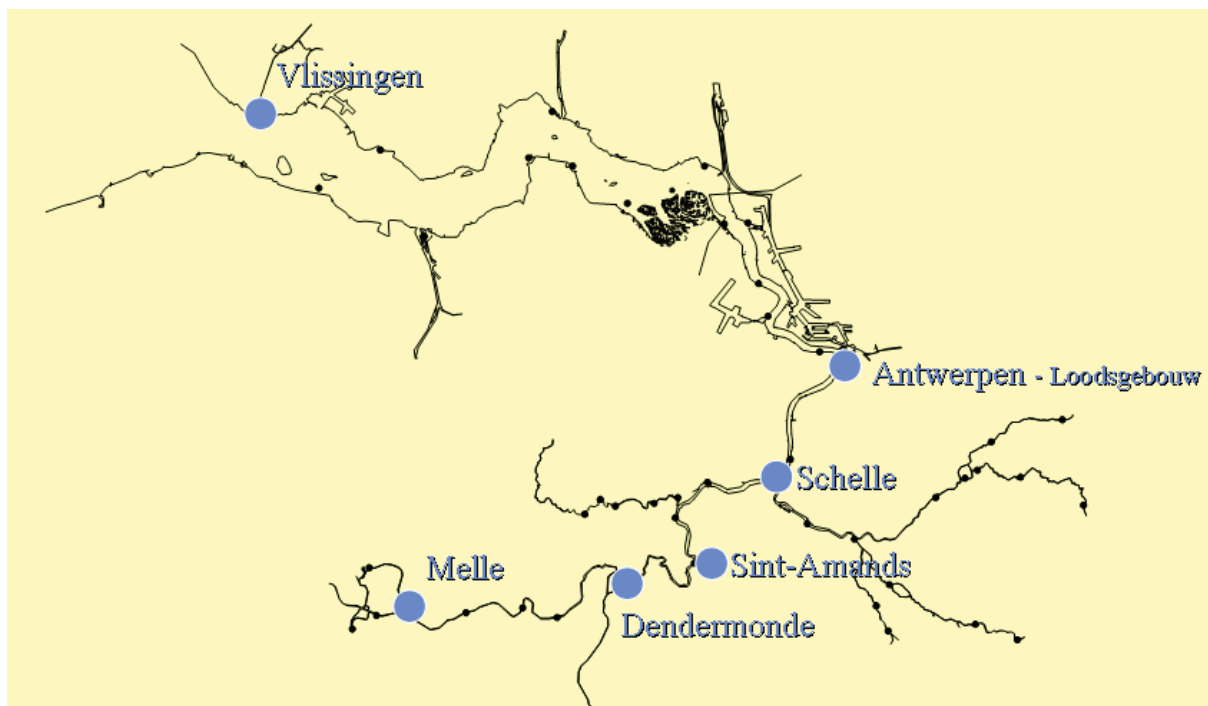 Vlissingen
Antwerpen - Loodsgebouw
Schelle
Sint-Amands
Melle
Dendermonde